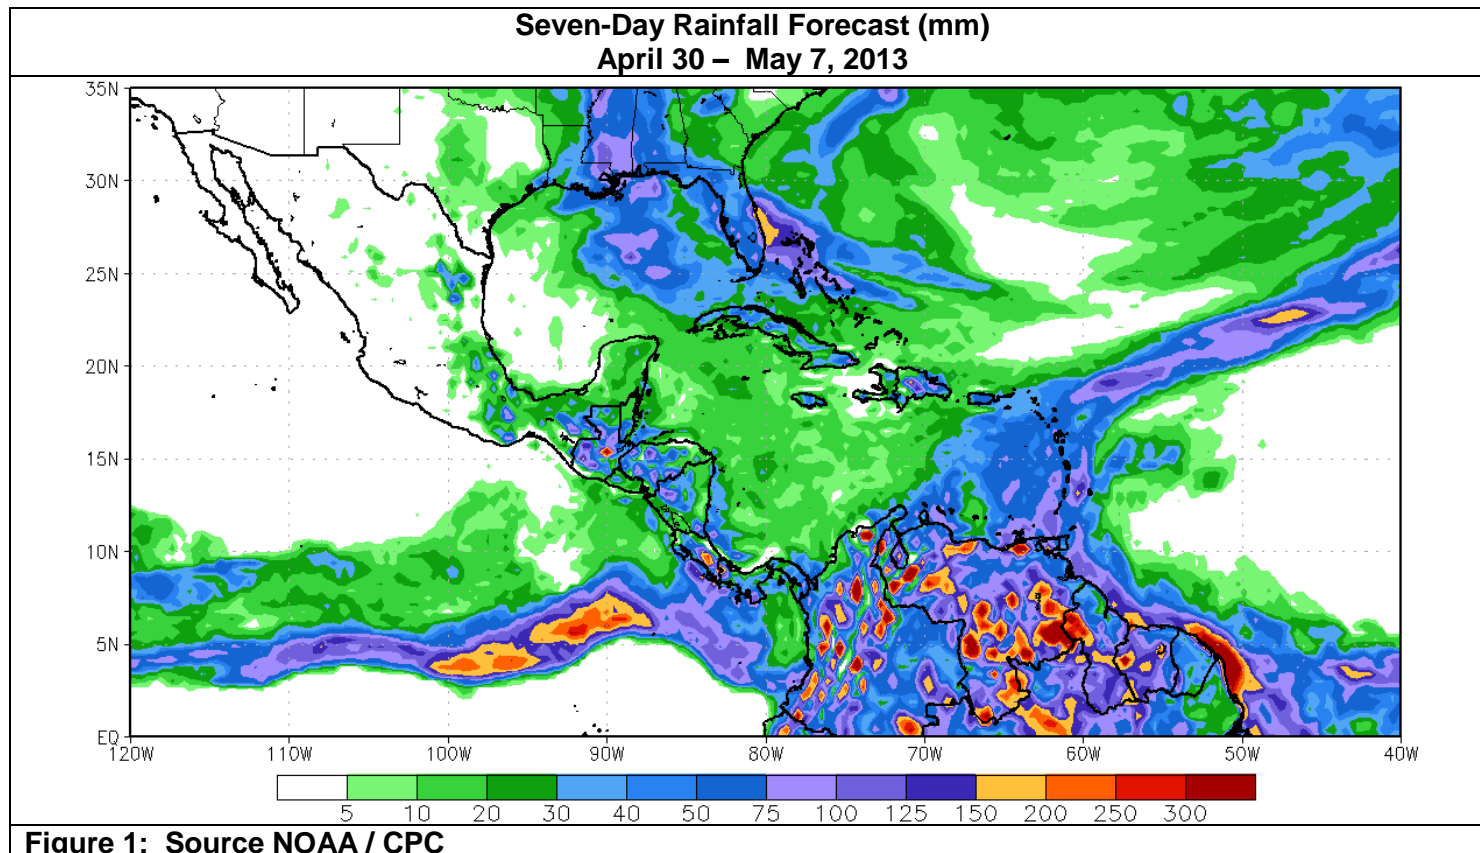 Seven-Day Rainfall Forecast (mm)
April 30 – May 7, 2013
35N
30N
25N
20N
15N
10N
5N
EQ
120W 110W 100W 90W 80W 70W 60W 50W 40W
5 10 20 30 40 50 75 100 125 150 200 250 300
Figure 1: Source NOAA / CPC